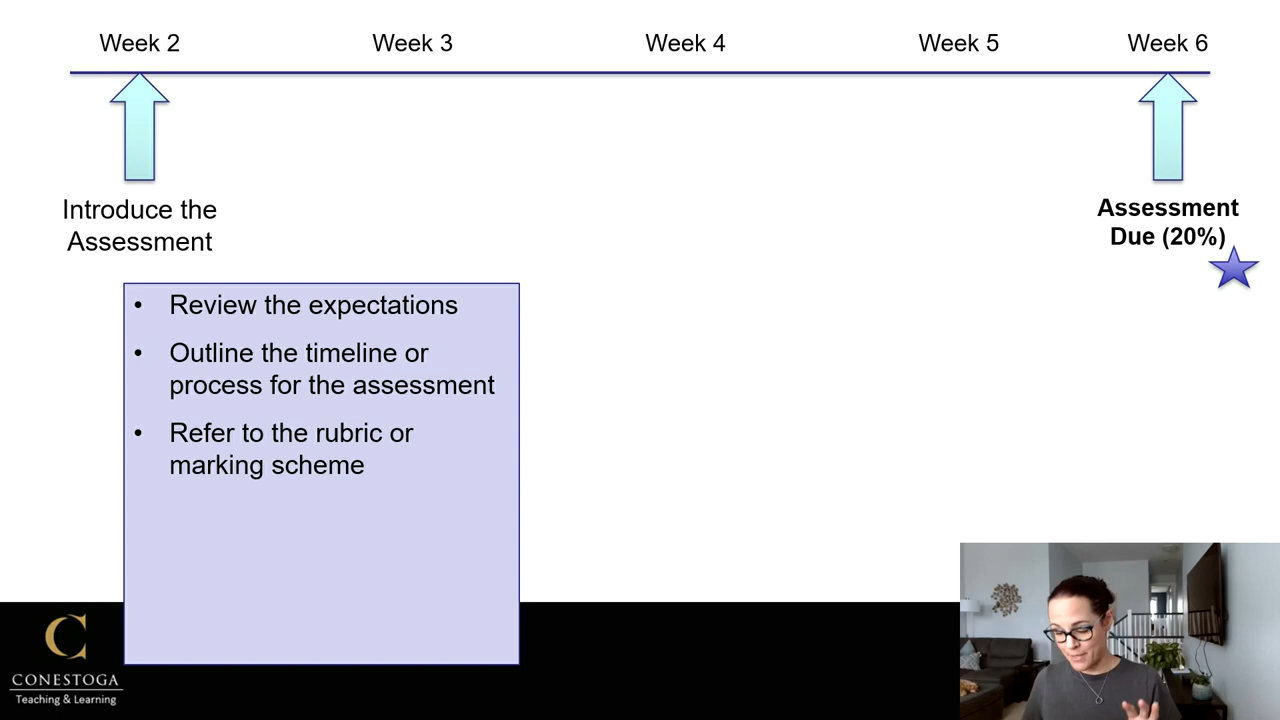 Week 2
Week 3
Week 4
Week 5
Week 6
Introduce the
Assessment
Assessment
Due (20%)
• Review the expectations
• Outline the timeline or
process for the assessment
• Refer to the rubric or
marking scheme
C
CONESTOGA
Teaching & Learning